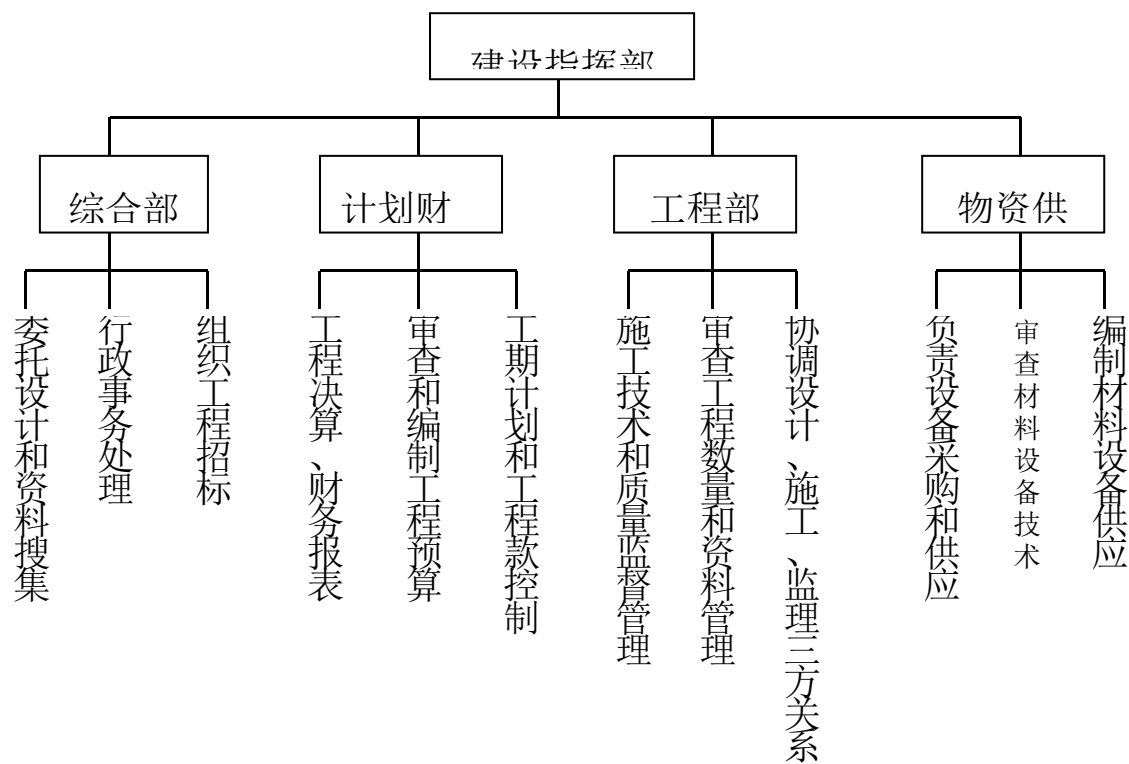 建设指挥部
综合部
计划财
工程部
物资供
委托设计和资料搜集
行政事务处理
组织工程招标
工程决算、财务报表
审查和编制工程预算
工期计划和工程款控制
施工技术和质量监督管理
审查工程数量和资料管理
协调设计、施工、监理三方关系
负责设备采购和供应
审查材料设备技术
编制材料设备供应